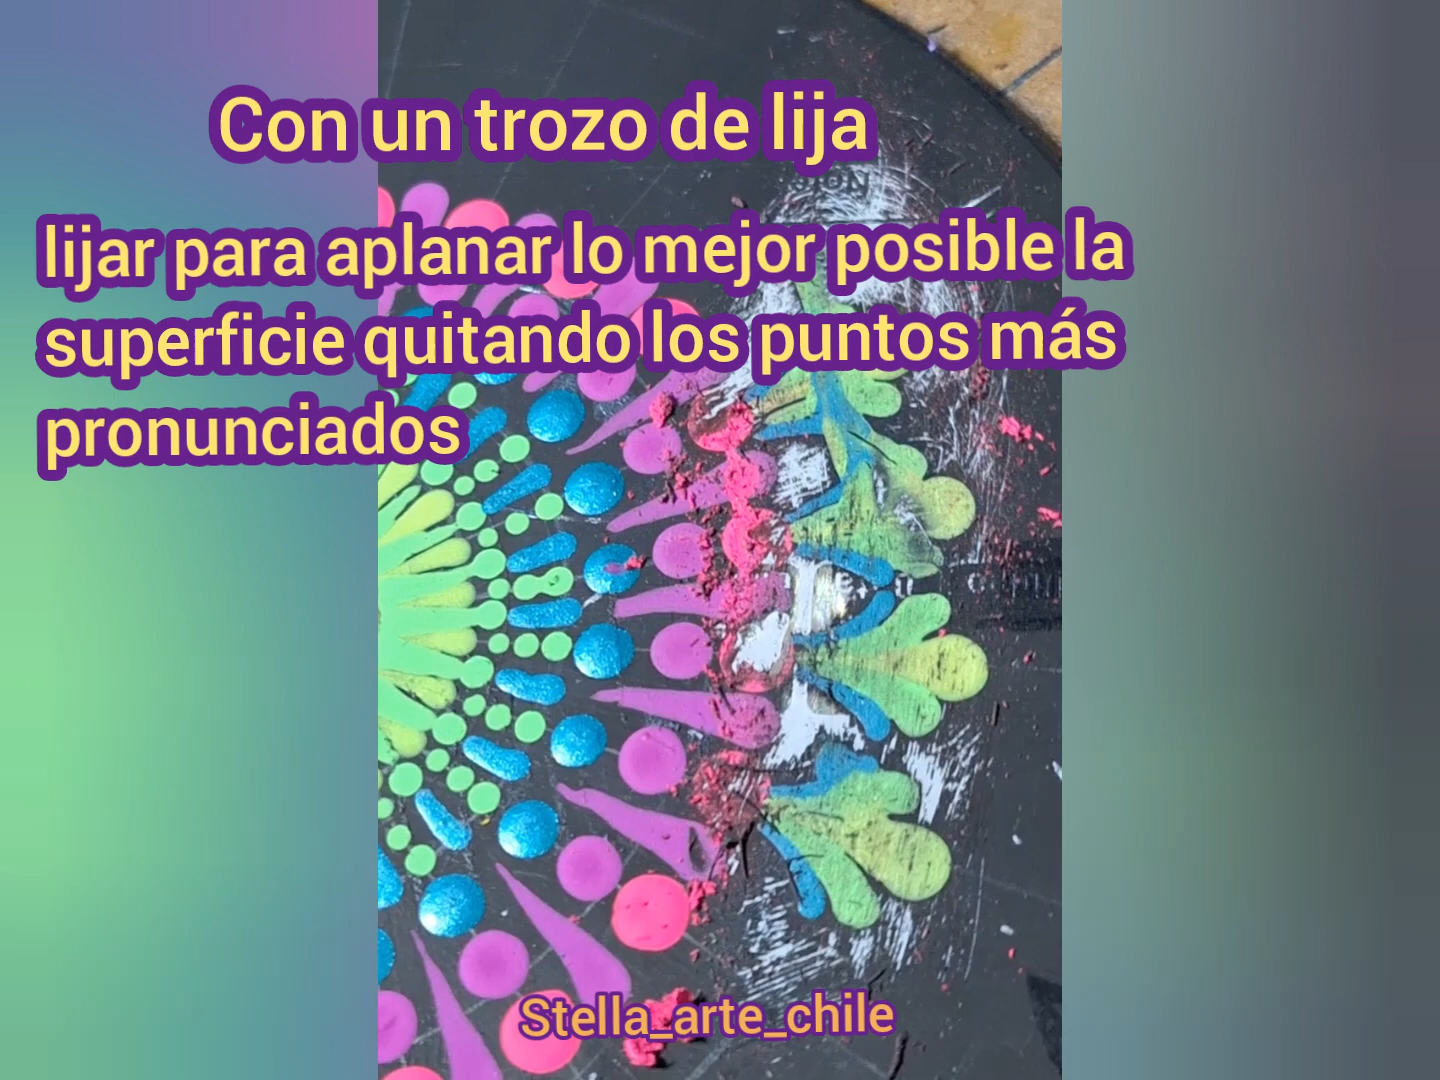 Con un trozo de lija
lijar para aplanar lo mejor posible la
superficie quitando los puntos más
pronunciados
Stella_arte_chile